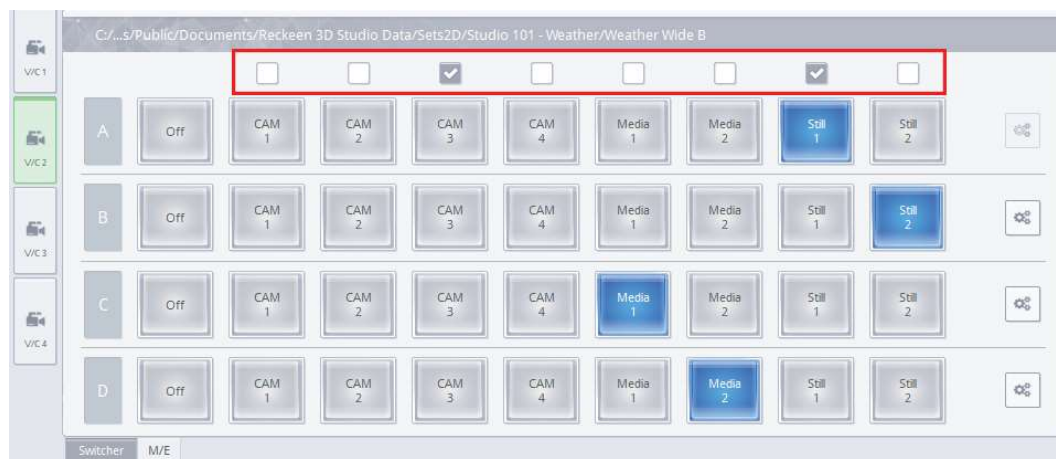 C:/...s/Public/Documents/Reckeen 3D Studio Data/Sets2D/Studio 101 - Weather/Weather Wide B
V/C 1
V/C 2
V/C 3
V/C 4
A Off CAM 1 CAM 2 CAM 3 CAM 4 Media 1 Media 2 Still 1 Still 2
B Off CAM 1 CAM 2 CAM 3 CAM 4 Media 1 Media 2 Still 1 Still 2
C Off CAM 1 CAM 2 CAM 3 CAM 4 Media 1 Media 2 Still 1 Still 2
D Off CAM 1 CAM 2 CAM 3 CAM 4 Media 1 Media 2 Still 1 Still 2
Switcher M/E